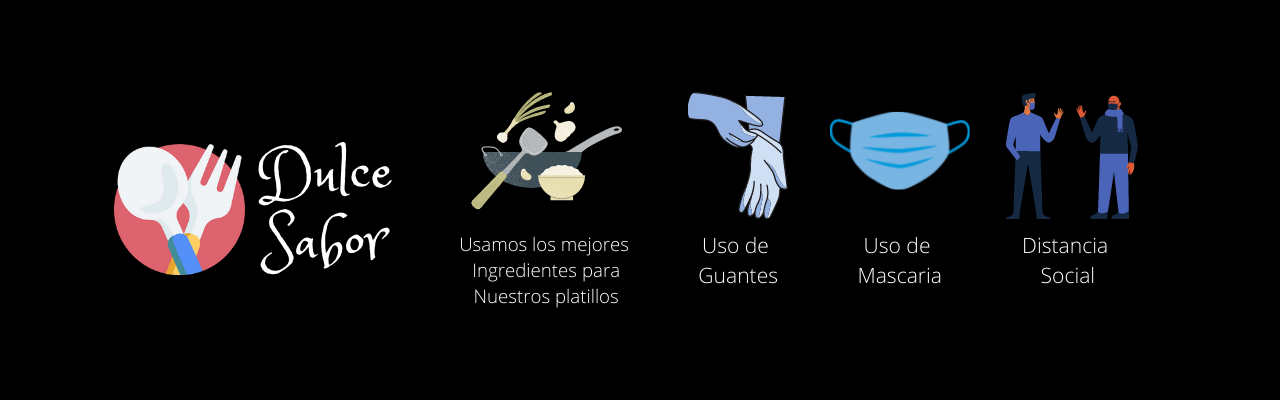 Dulce
Sabor
Usamos los mejores
Ingredientes para
Nuestros platillos
Uso de
Guantes
Uso de
Mascaria
Distancia
Social